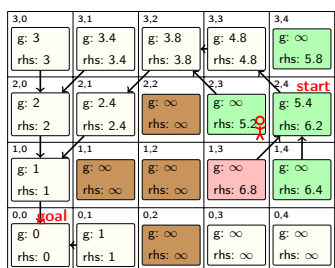 3,0 3,1 3,2 3,3 3,4
g: 3 g: 3.4 g: 3.8 g: 4.8 g: ∞
rhs: 3 rhs: 3.4 rhs: 3.8 rhs: 4.8 rhs: 5.8
2,0 2,1 2,2 2,3 2,4 start
g: 2 g: 2.4 g: ∞ g: ∞ g: 5.4
rhs: 2 rhs: 2.4 rhs: ∞ rhs: 5.2 rhs: 6.2
1,0 1,1 1,2 1,3 1,4
g: 1 g: ∞ g: ∞ g: ∞ g: ∞
rhs: 1 rhs: ∞ rhs: ∞ rhs: 6.8 rhs: 6.4
0,0 goal 0,1 0,2 0,3 0,4
g: 0 g: 1 g: ∞ g: ∞ g: ∞
rhs: 0 rhs: 0 rhs: ∞ rhs: ∞ rhs: ∞